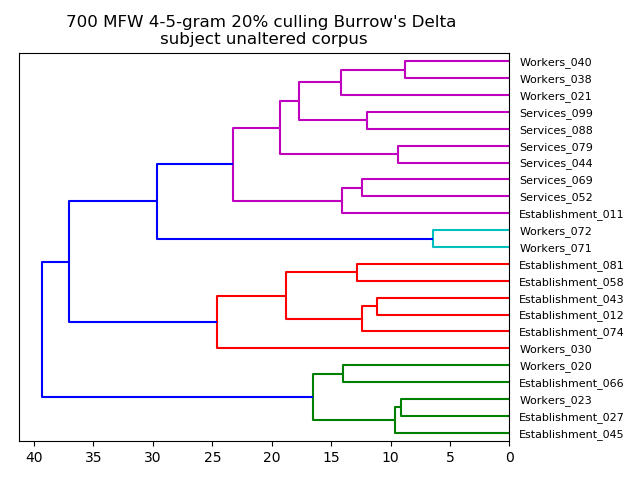 700 MFW 4-5-gram 20% culling Burrow's Delta
subject unaltered corpus
Workers_040
Workers_038
Workers_021
Services_099
Services_088
Services_079
Services_044
Services_069
Services_052
Establishment_011
Workers_072
Workers_071
Establishment_081
Establishment_058
Establishment_043
Establishment_012
Establishment_074
Workers_030
Workers_020
Establishment_066
Workers_023
Establishment_027
Establishment_045
40 35 30 25 20 15 10 5 0